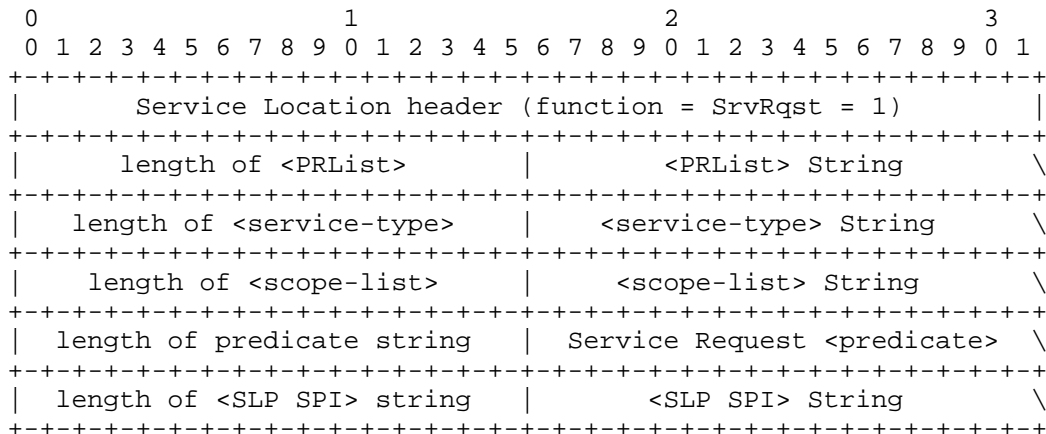 0                   1                   2                   3
 0 1 2 3 4 5 6 7 8 9 0 1 2 3 4 5 6 7 8 9 0 1 2 3 4 5 6 7 8 9 0 1
+-+-+-+-+-+-+-+-+-+-+-+-+-+-+-+-+-+-+-+-+-+-+-+-+-+-+-+-+-+-+-+-+
|       Service Location header (function = SrvRqst = 1)        |
+-+-+-+-+-+-+-+-+-+-+-+-+-+-+-+-+-+-+-+-+-+-+-+-+-+-+-+-+-+-+-+-+
|      length of <PRList>       |        <PRList> String        \
+-+-+-+-+-+-+-+-+-+-+-+-+-+-+-+-+-+-+-+-+-+-+-+-+-+-+-+-+-+-+-+-+
|   length of <service-type>    |    <service-type> String      \
+-+-+-+-+-+-+-+-+-+-+-+-+-+-+-+-+-+-+-+-+-+-+-+-+-+-+-+-+-+-+-+-+
|    length of <scope-list>     |     <scope-list> String       \
+-+-+-+-+-+-+-+-+-+-+-+-+-+-+-+-+-+-+-+-+-+-+-+-+-+-+-+-+-+-+-+-+
|  length of predicate string   |  Service Request <predicate>  \
+-+-+-+-+-+-+-+-+-+-+-+-+-+-+-+-+-+-+-+-+-+-+-+-+-+-+-+-+-+-+-+-+
|  length of <SLP SPI> string   |       <SLP SPI> String        \
+-+-+-+-+-+-+-+-+-+-+-+-+-+-+-+-+-+-+-+-+-+-+-+-+-+-+-+-+-+-+-+-+